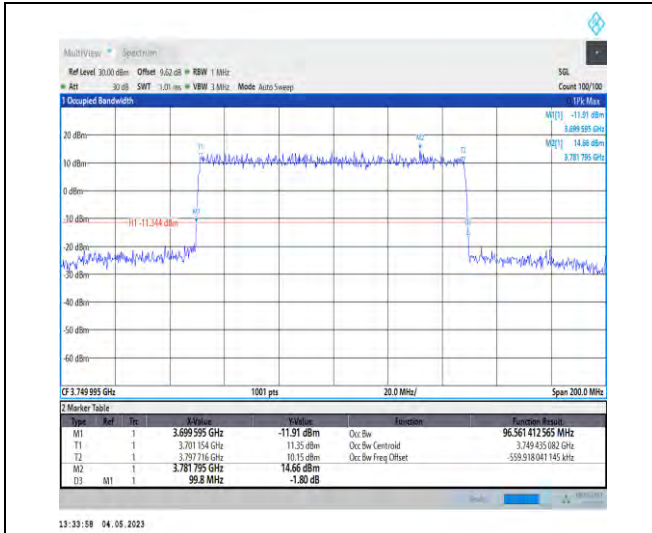 MultiView Spectrum
Ref Level 30.00 dBm Offset 9.62 dB RBW 1 MHz SGL
Att 30 dB SWT 1.01 ms VBW 3 MHz Mode Auto Sweep Count 100/100
1 Occupied Bandwidth 1Pk Max
M1[1] -11.91 dBm
3.699 595 GHz
M2[1] 14.66 dBm
3.781 795 GHz
20 dBm
T1 M2 T2
10 dBm
0 dBm
-10 dBm
H1 -11.344 dBm
-20 dBm
-30 dBm
-40 dBm
-50 dBm
-60 dBm
CF 3.749 995 GHz 1001 pts 20.0 MHz/ Span 200.0 MHz
2 Marker Table
Type Ref Trc X-Value Y-Value Function Function Result
M1 1 3.699 595 GHz -11.91 dBm Occ Bw 96.561 412 565 MHz
T1 1 3.701 154 GHz 11.35 dBm Occ Bw Centroid 3.749 435 082 GHz
T2 1 3.797 716 GHz 10.15 dBm Occ Bw Freq Offset -559.918 041 145 kHz
M2 1 3.781 795 GHz 14.66 dBm
D3 M1 1 99.8 MHz -1.80 dB
13:33:58 04.05.2023